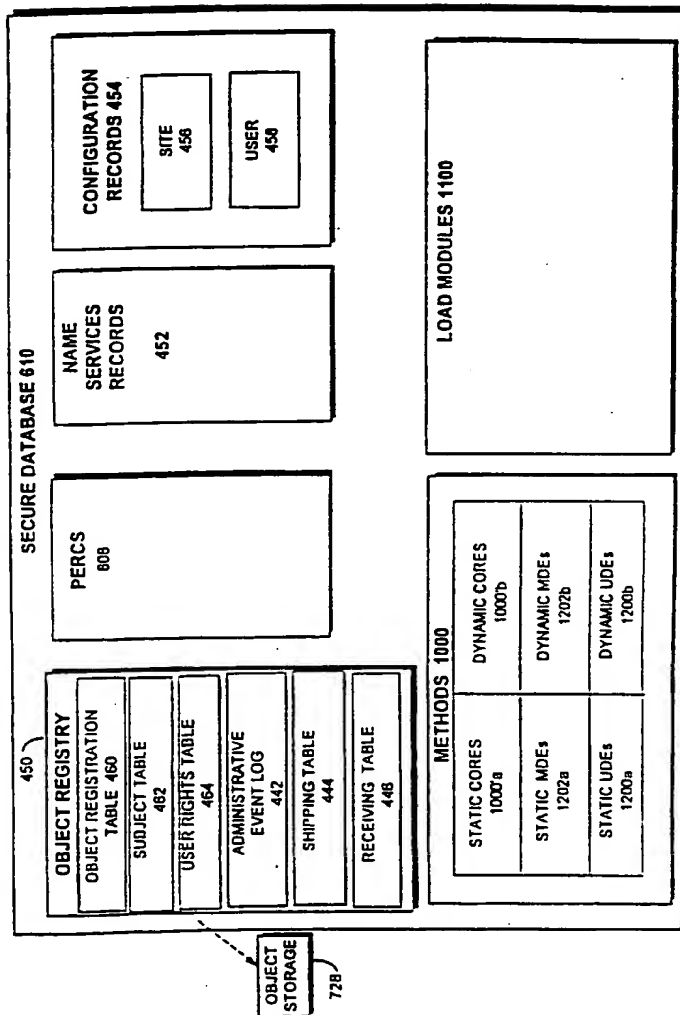 SECURE DATABASE 610
450
OBJECT REGISTRY
OBJECT REGISTRATION
TABLE 460
SUBJECT TABLE
462
USER RIGHTS TABLE
464
ADMINISTRATIVE
EVENT LOG
442
SHIPPING TABLE
444
RECEIVING TABLE
446
OBJECT
STORAGE
728
PERCS
808
NAME
SERVICES
RECORDS
452
CONFIGURATION
RECORDS 454
SITE
456
USER
458
METHODS 1000
STATIC CORES
1000'a
DYNAMIC CORES
1000'b
STATIC MDEs
1202a
DYNAMIC MDEs
1202b
STATIC UDEs
1200a
DYNAMIC UDEs
1200b
LOAD MODULES 1100